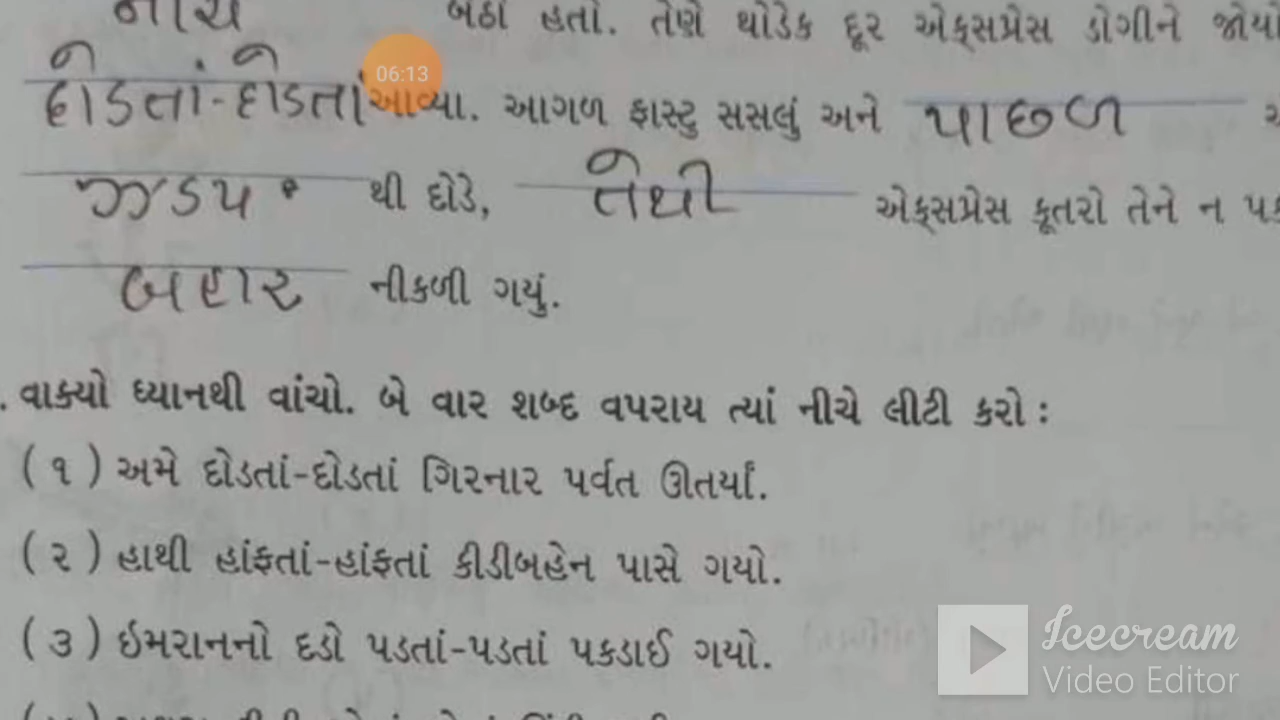 નીચે બેઠા હતા. તેણે થોડેક દૂર એક્સપ્રેસ ડોગીને જોયો
દોડતાં-દોડતાં આવ્યા. આગળ ફાસ્ટુ સસલું અને પાછળ
ઝડપ થી દોડે, તેથી એક્સપ્રેસ કૂતરો તેને ન
બહાર નીકળી ગયું.
વાક્યો ધ્યાનથી વાંચો. બે વાર શબ્દ વપરાય ત્યાં નીચે લીટી કરો :
(૧) અમે દોડતાં-દોડતાં ગિરનાર પર્વત ઊતર્યાં.
(૨) હાથી હાંફતાં-હાંફતાં કીડીબહેન પાસે ગયો.
(૩) ઇમરાનનો દડો પડતાં-પડતાં પકડાઈ ગયો.
06:13
Icecream
Video Editor